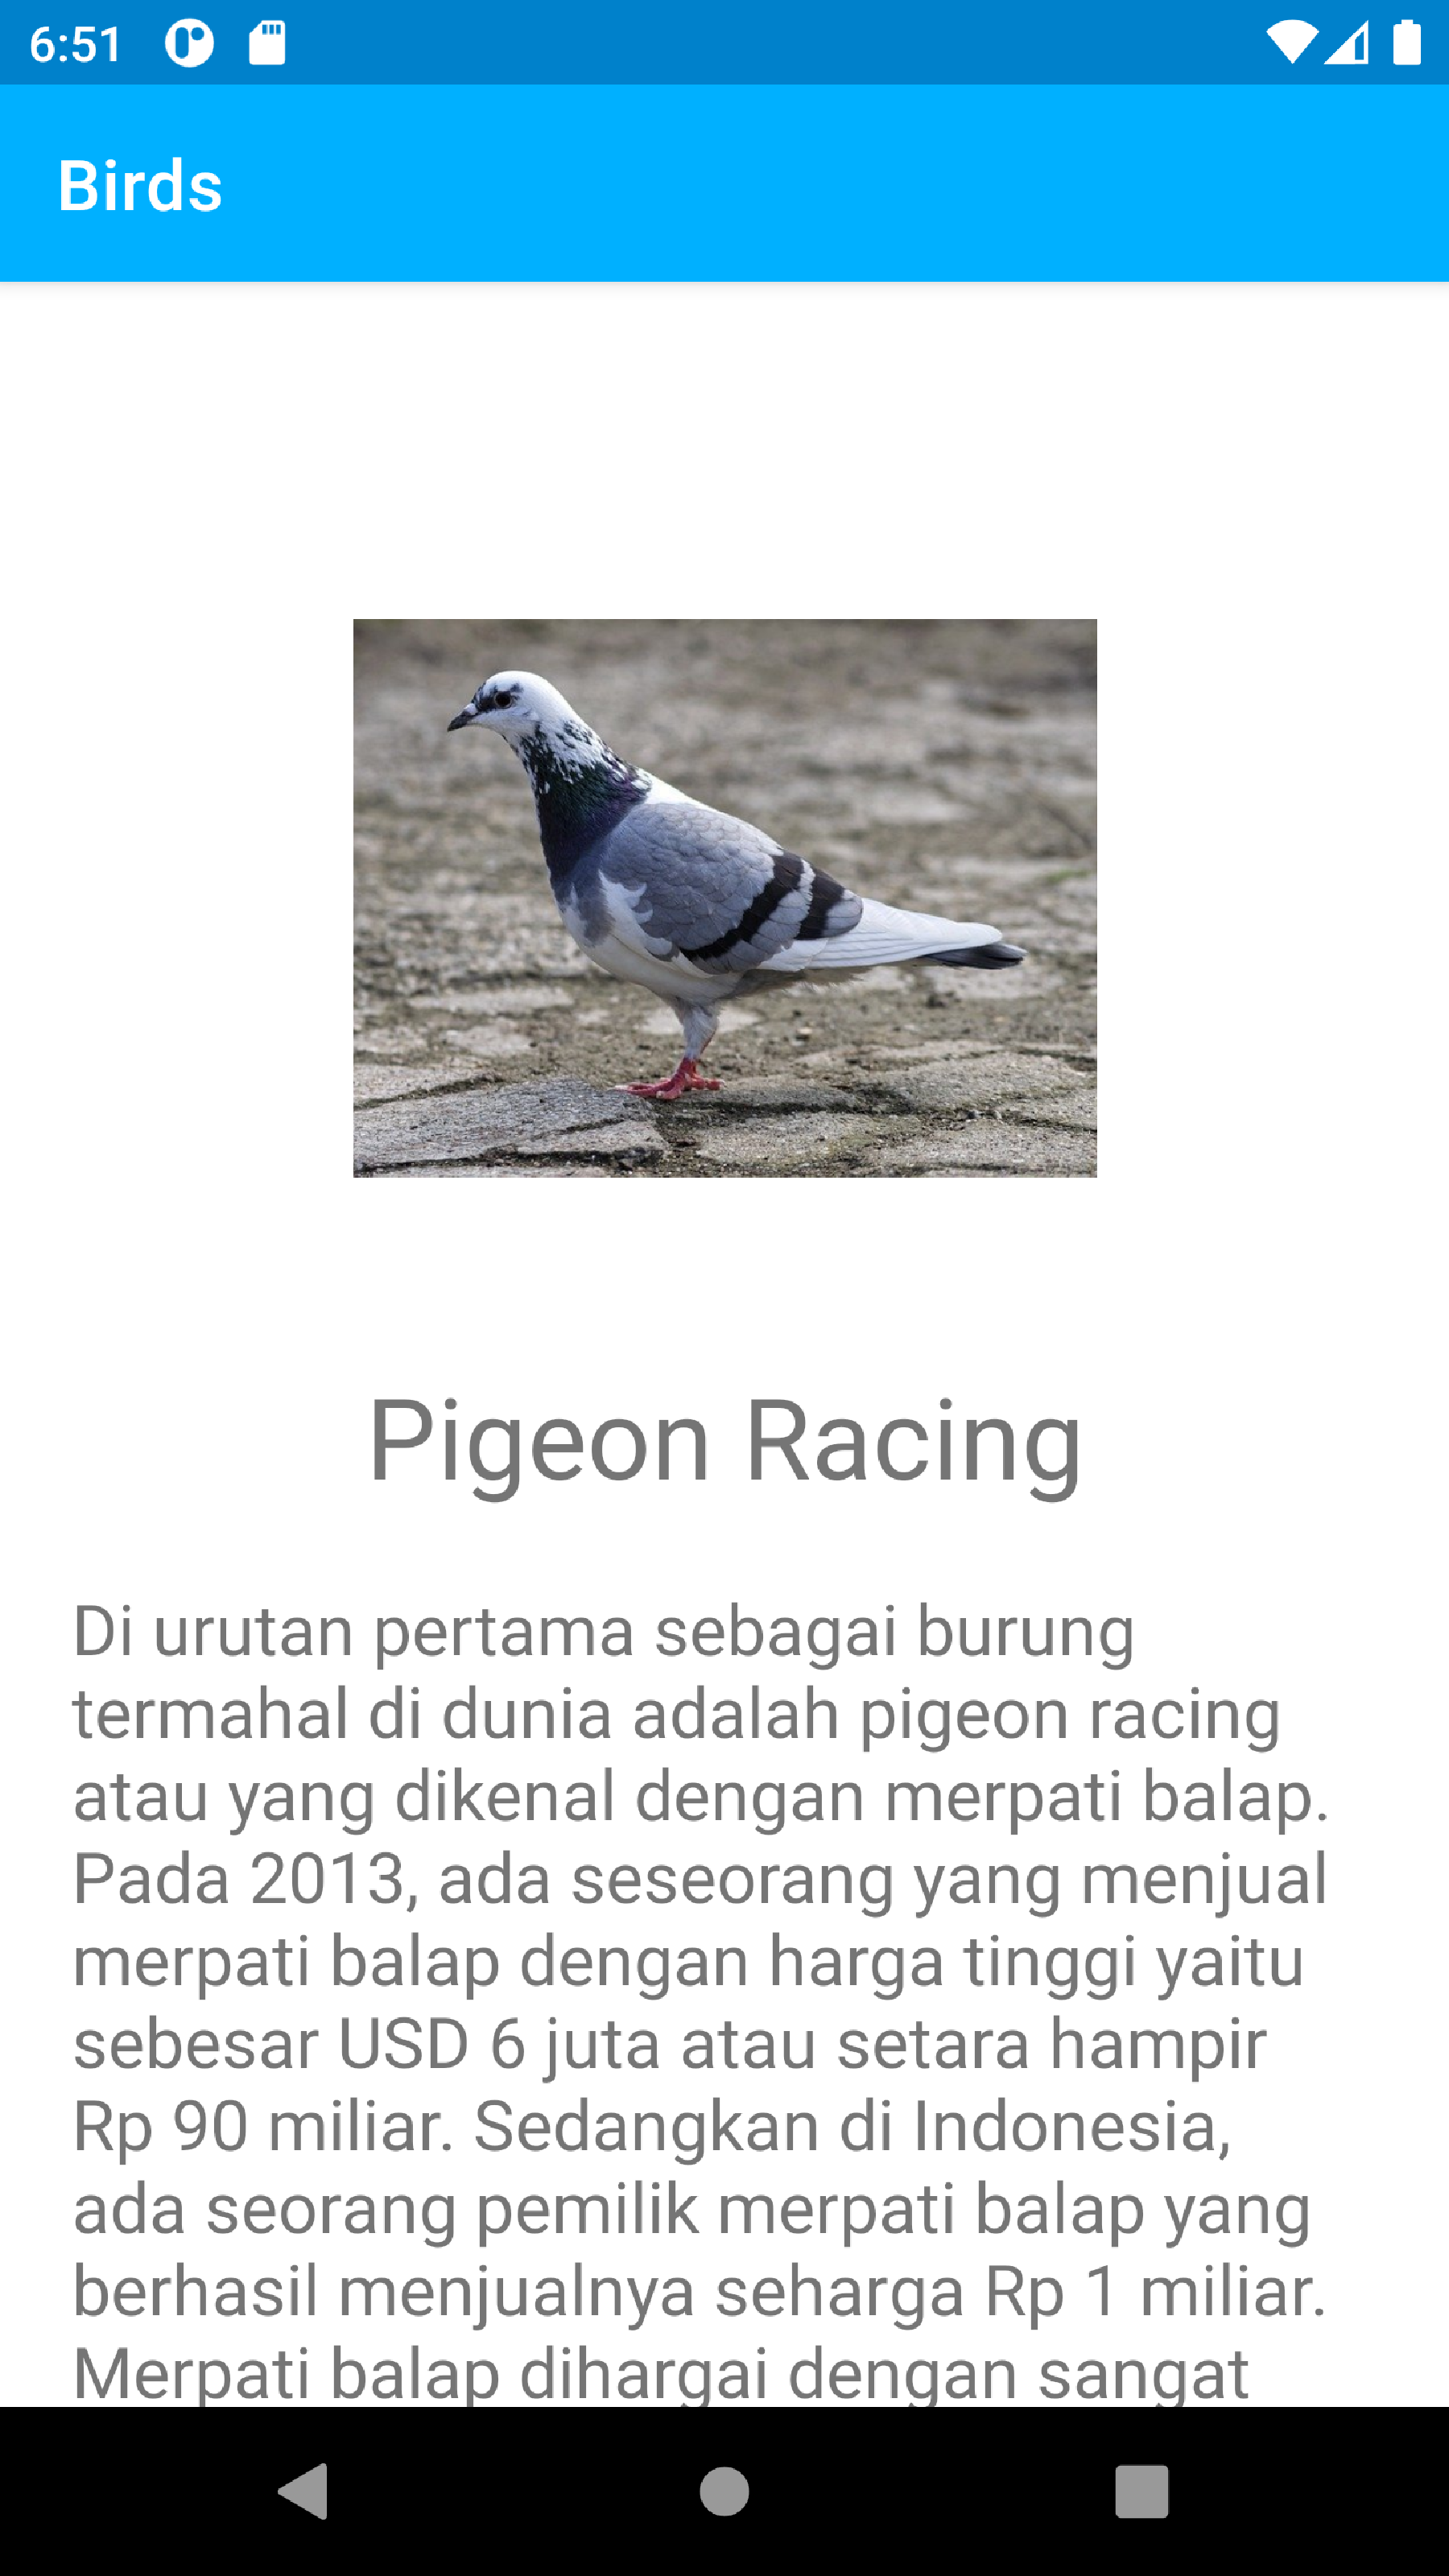 6:51
Birds
Pigeon Racing
Di urutan pertama sebagai burung
termahal di dunia adalah pigeon racing
atau yang dikenal dengan merpati balap.
Pada 2013, ada seseorang yang menjual
merpati balap dengan harga tinggi yaitu
sebesar USD 6 juta atau setara hampir
Rp 90 miliar. Sedangkan di Indonesia,
ada seorang pemilik merpati balap yang
berhasil menjualnya seharga Rp 1 miliar.
Merpati balap dihargai dengan sangat